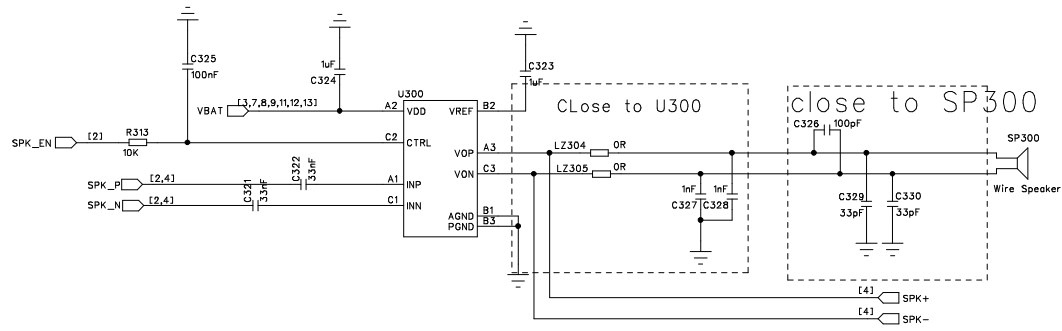 C325
100nF
1uF
C324
C323
1uF
U300
VBAT
[3,7,8,9,11,12,13]
A2
VDD
VREF
B2
CLose to U300
close to SP300
C326
100pF
SPK_EN
[2]
R313
10K
C2
CTRL
VOP
A3
LZ304
0R
SP300
VON
C3
LZ305
0R
Wire Speaker
C322
33nF
C321
33nF
SPK_P
[2,4]
A1
INP
SPK_N
[2,4]
C1
INN
1nF
C327
1nF
C328
C329
33pF
C330
33pF
AGND
B1
PGND
B3
[4]
SPK+
[4]
SPK-